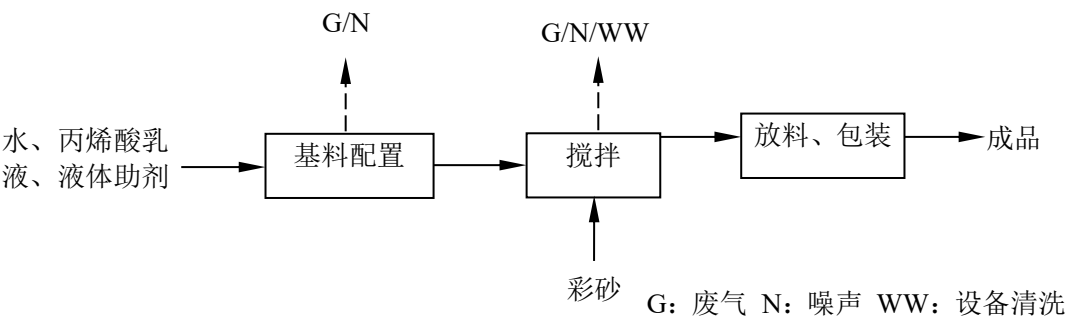 G/N
G/N/WW
水、丙烯酸乳
液、液体助剂
基料配置
搅拌
放料、包装
成品
彩砂
G：废气 N：噪声 WW：设备清洗